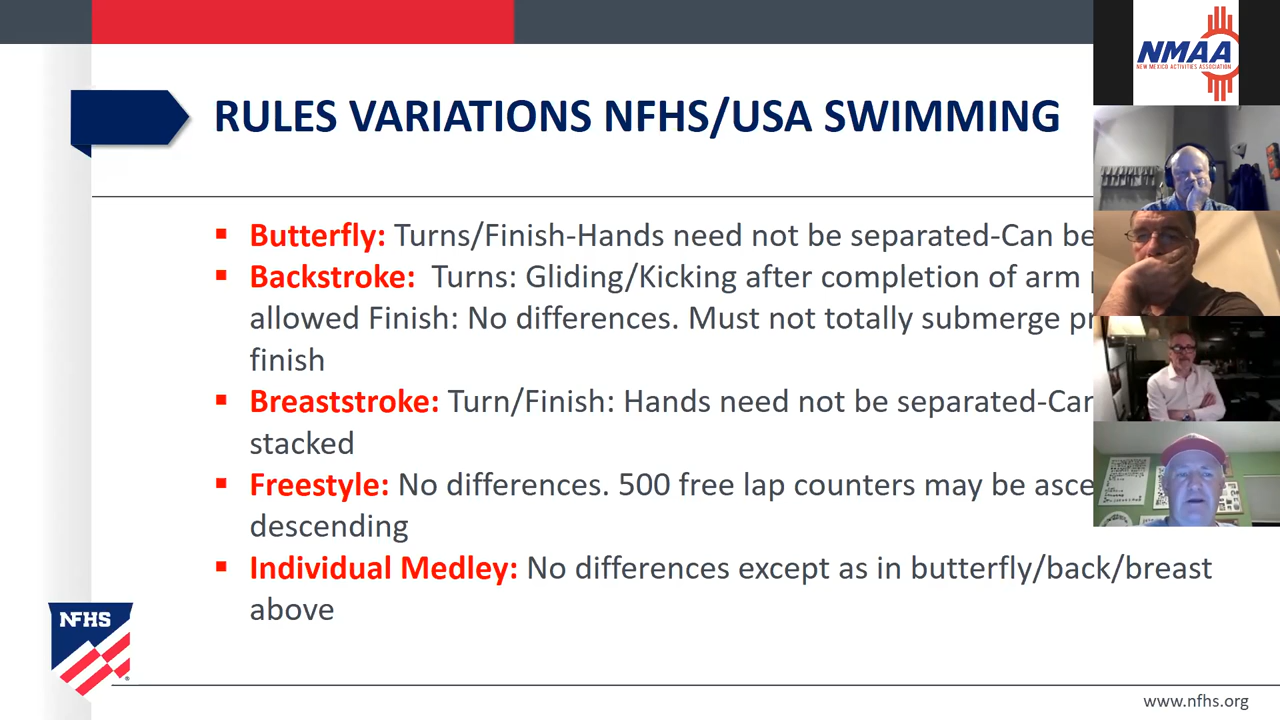 NMAA
NEW MEXICO ACTIVITIES ASSOCIATION
RULES VARIATIONS NFHS/USA SWIMMING
▪ Butterfly: Turns/Finish-Hands need not be separated-Can be
▪ Backstroke: Turns: Gliding/Kicking after completion of arm
allowed Finish: No differences. Must not totally submerge
finish
▪ Breaststroke: Turn/Finish: Hands need not be separated-Can
stacked
▪ Freestyle: No differences. 500 free lap counters may be
descending
▪ Individual Medley: No differences except as in butterfly/back/breast
above
NFHS
www.nfhs.org